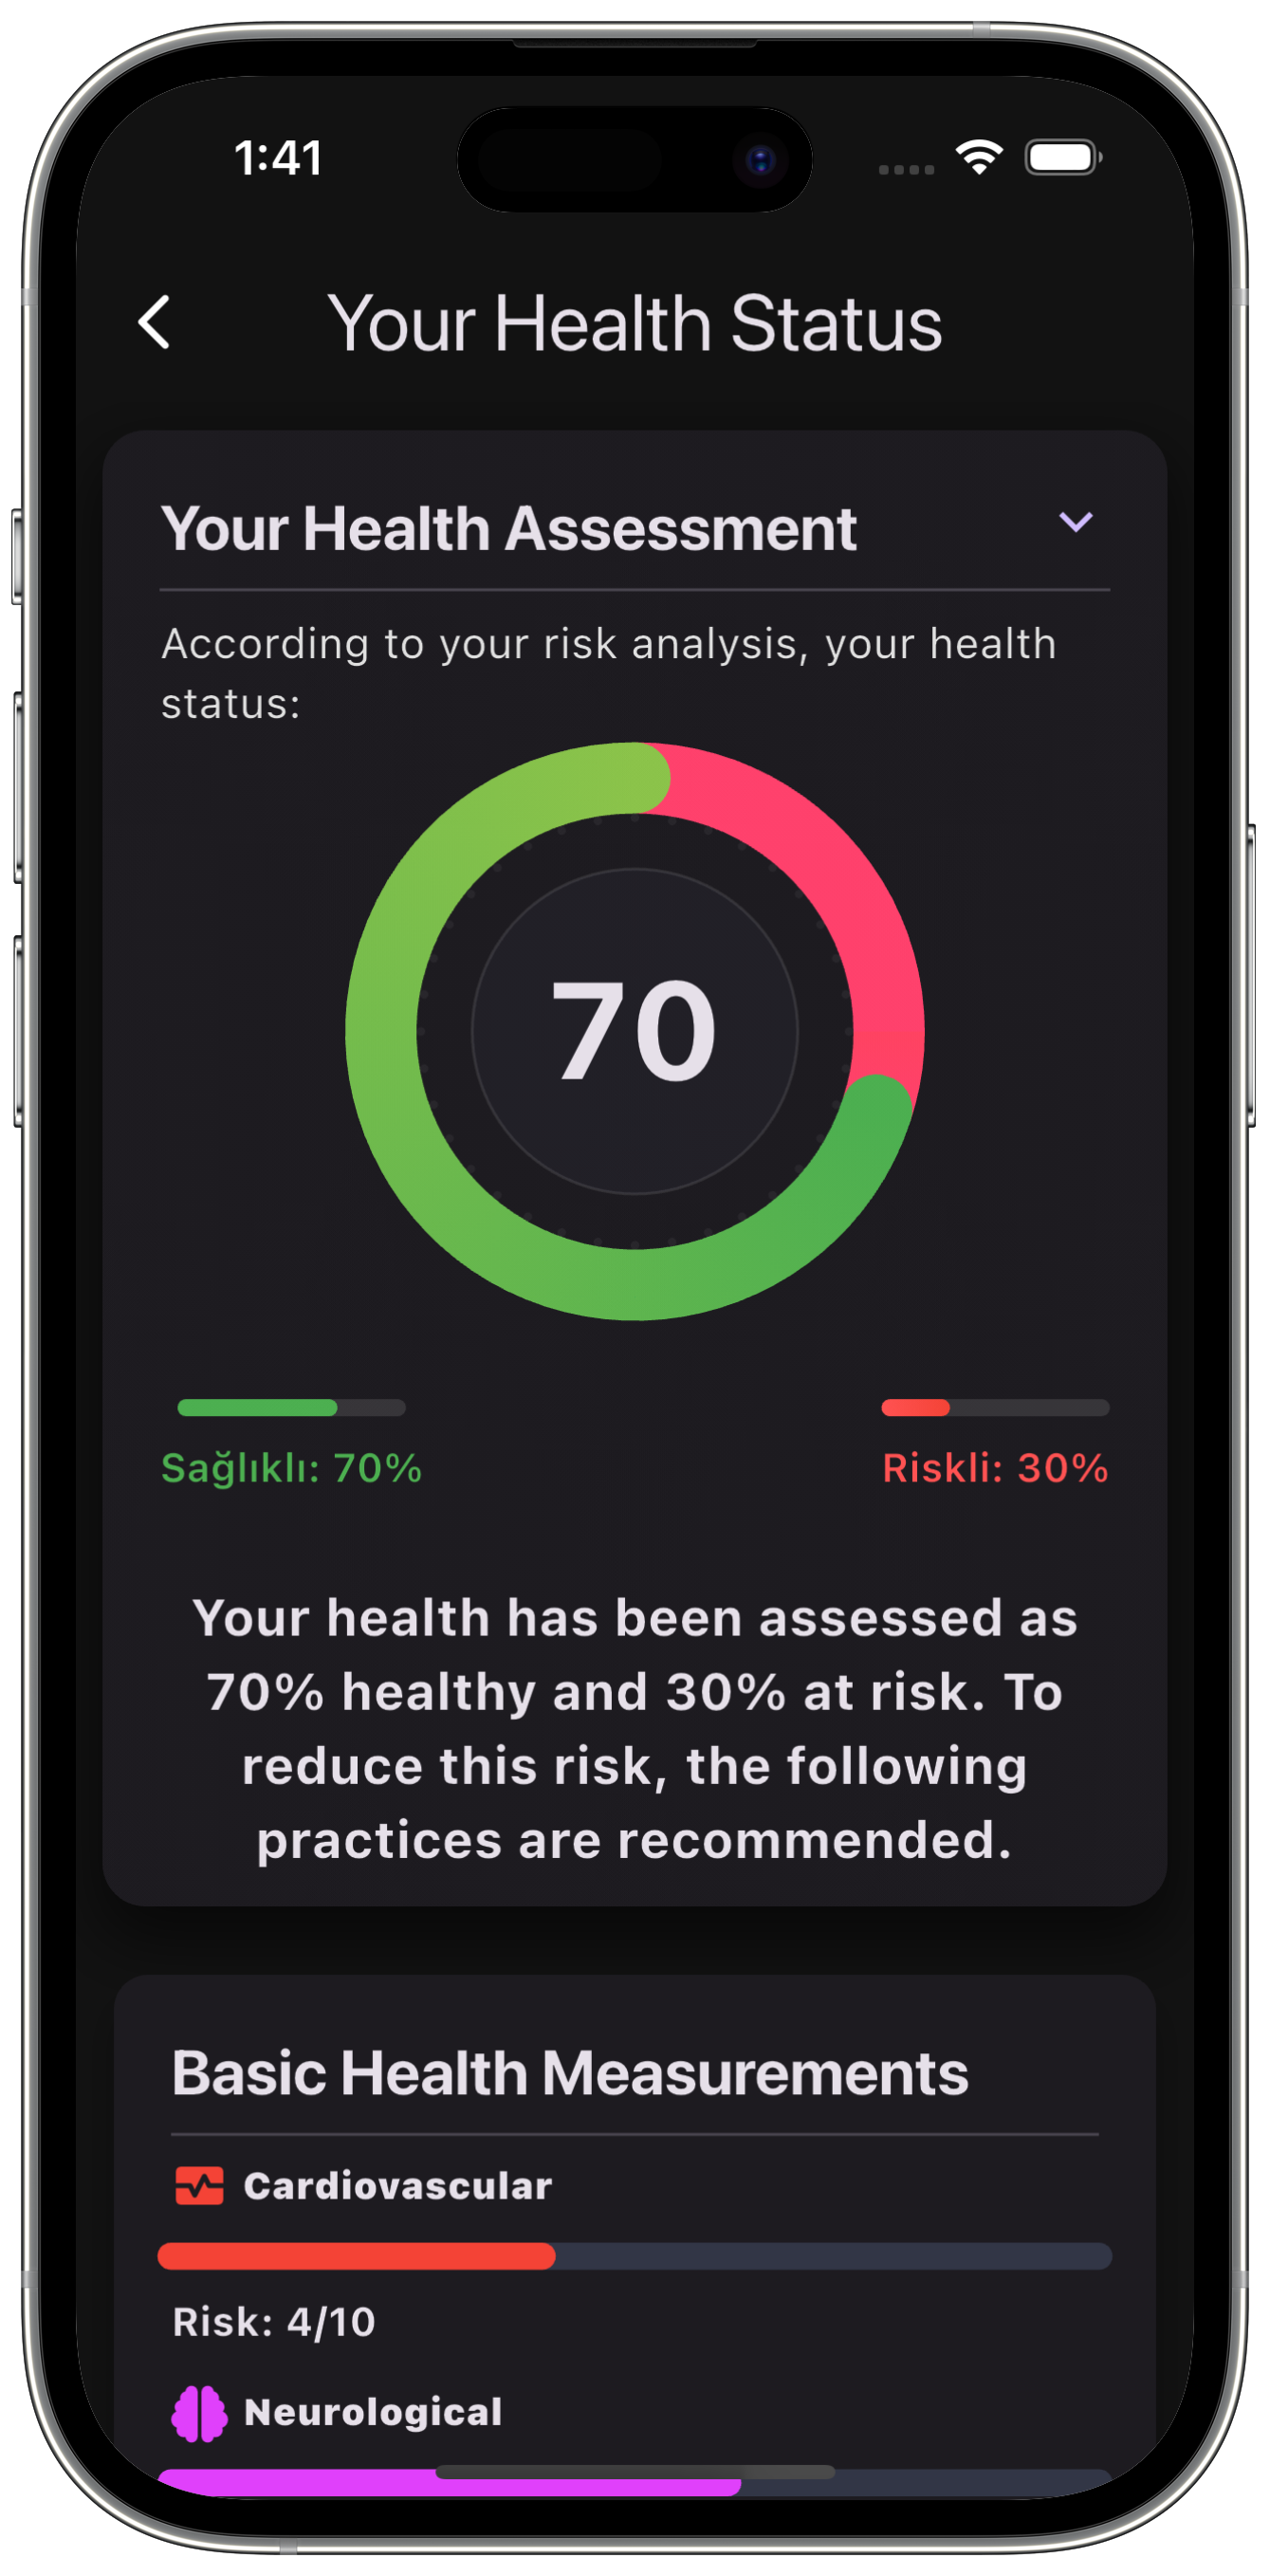 1:41
Your Health Status
Your Health Assessment
According to your risk analysis, your health
status:
70
Sağlıklı: 70%
Riskli: 30%
Your health has been assessed as
70% healthy and 30% at risk. To
reduce this risk, the following
practices are recommended.
Basic Health Measurements
Cardiovascular
Risk: 4/10
Neurological